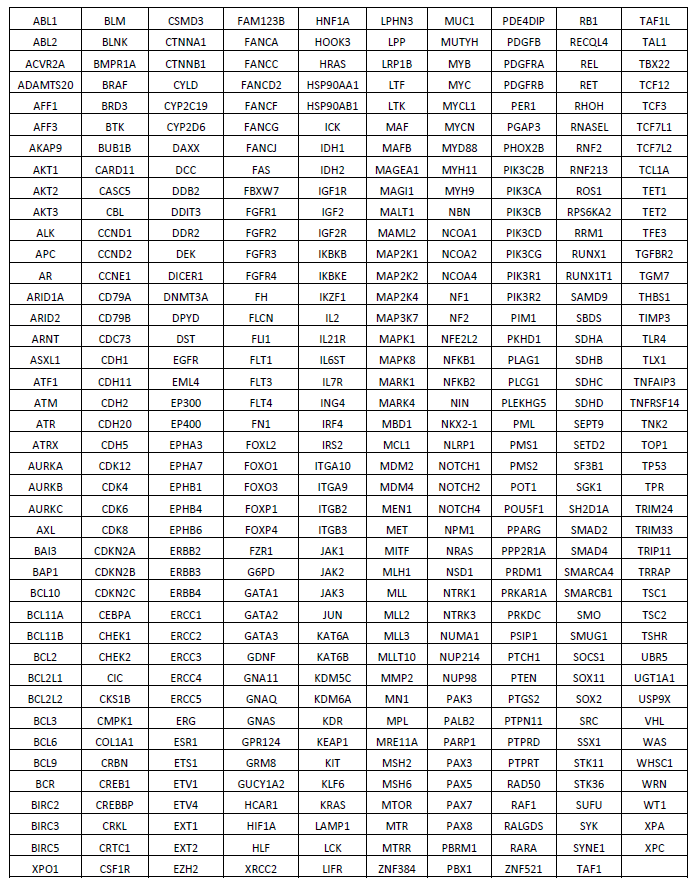 ABL1 BLM CSMD3 FAM123B HNF1A LPHN3 MUC1 PDE4DIP RB1 TAF1L
ABL2 BLNK CTNNA1 FANCA HOOK3 LPP MUTYH PDGFB RECQL4 TAL1
ACVR2A BMPR1A CTNNB1 FANCC HRAS LRP1B MYB PDGFRA REL TBX22
ADAMTS20 BRAF CYLD FANCD2 HSP90AA1 LTF MYC PDGFRB RET TCF12
AFF1 BRD3 CYP2C19 FANCF HSP90AB1 LTK MYCL1 PER1 RHOH TCF3
AFF3 BTK CYP2D6 FANCG ICK MAF MYCN PGAP3 RNASEL TCF7L1
AKAP9 BUB1B DAXX FANCJ IDH1 MAFB MYD88 PHOX2B RNF2 TCF7L2
AKT1 CARD11 DCC FAS IDH2 MAGEA1 MYH11 PIK3C2B RNF213 TCL1A
AKT2 CASC5 DDB2 FBXW7 IGF1R MAGI1 MYH9 PIK3CA ROS1 TET1
AKT3 CBL DDIT3 FGFR1 IGF2 MALT1 NBN PIK3CB RPS6KA2 TET2
ALK CCND1 DDR2 FGFR2 IGF2R MAML2 NCOA1 PIK3CD RRM1 TFE3
APC CCND2 DEK FGFR3 IKBKB MAP2K1 NCOA2 PIK3CG RUNX1 TGFBR2
AR CCNE1 DICER1 FGFR4 IKBKE MAP2K2 NCOA4 PIK3R1 RUNX1T1 TGM7
ARID1A CD79A DNMT3A FH IKZF1 MAP2K4 NF1 PIK3R2 SAMD9 THBS1
ARID2 CD79B DPYD FLCN IL2 MAP3K7 NF2 PIM1 SBDS TIMP3
ARNT CDC73 DST FLI1 IL21R MAPK1 NFE2L2 PKHD1 SDHA TLR4
ASXL1 CDH1 EGFR FLT1 IL6ST MAPK8 NFKB1 PLAG1 SDHB TLX1
ATF1 CDH11 EML4 FLT3 IL7R MARK1 NFKB2 PLCG1 SDHC TNFAIP3
ATM CDH2 EP300 FLT4 ING4 MARK4 NIN PLEKHG5 SDHD TNFRSF14
ATR CDH20 EP400 FN1 IRF4 MBD1 NKX2-1 PML SEPT9 TNK2
ATRX CDH5 EPHA3 FOXL2 IRS2 MCL1 NLRP1 PMS1 SETD2 TOP1
AURKA CDK12 EPHA7 FOXO1 ITGA10 MDM2 NOTCH1 PMS2 SF3B1 TP53
AURKB CDK4 EPHB1 FOXO3 ITGA9 MDM4 NOTCH2 POT1 SGK1 TPR
AURKC CDK6 EPHB4 FOXP1 ITGB2 MEN1 NOTCH4 POU5F1 SH2D1A TRIM24
AXL CDK8 EPHB6 FOXP4 ITGB3 MET NPM1 PPARG SMAD2 TRIM33
BAI3 CDKN2A ERBB2 FZR1 JAK1 MITF NRAS PPP2R1A SMAD4 TRIP11
BAP1 CDKN2B ERBB3 G6PD JAK2 MLH1 NSD1 PRDM1 SMARCA4 TRRAP
BCL10 CDKN2C ERBB4 GATA1 JAK3 MLL NTRK1 PRKAR1A SMARCB1 TSC1
BCL11A CEBPA ERCC1 GATA2 JUN MLL2 NTRK3 PRKDC SMO TSC2
BCL11B CHEK1 ERCC2 GATA3 KAT6A MLL3 NUMA1 PSIP1 SMUG1 TSHR
BCL2 CHEK2 ERCC3 GDNF KAT6B MLLT10 NUP214 PTCH1 SOCS1 UBR5
BCL2L1 CIC ERCC4 GNA11 KDM5C MMP2 NUP98 PTEN SOX11 UGT1A1
BCL2L2 CKS1B ERCC5 GNAQ KDM6A MN1 PAK3 PTGS2 SOX2 USP9X
BCL3 CMPK1 ERG GNAS KDR MPL PALB2 PTPN11 SRC VHL
BCL6 COL1A1 ESR1 GPR124 KEAP1 MRE11A PARP1 PTPRD SSX1 WAS
BCL9 CRBN ETS1 GRM8 KIT MSH2 PAX3 PTPRT STK11 WHSC1
BCR CREB1 ETV1 GUCY1A2 KLF6 MSH6 PAX5 RAD50 STK36 WRN
BIRC2 CREBBP ETV4 HCAR1 KRAS MTOR PAX7 RAF1 SUFU WT1
BIRC3 CRKL EXT1 HIF1A LAMP1 MTR PAX8 RALGDS SYK XPA
BIRC5 CRTC1 EXT2 HLF LCK MTRR PBRM1 RARA SYNE1 XPC
XPO1 CSF1R EZH2 XRCC2 LIFR ZNF384 PBX1 ZNF521 TAF1